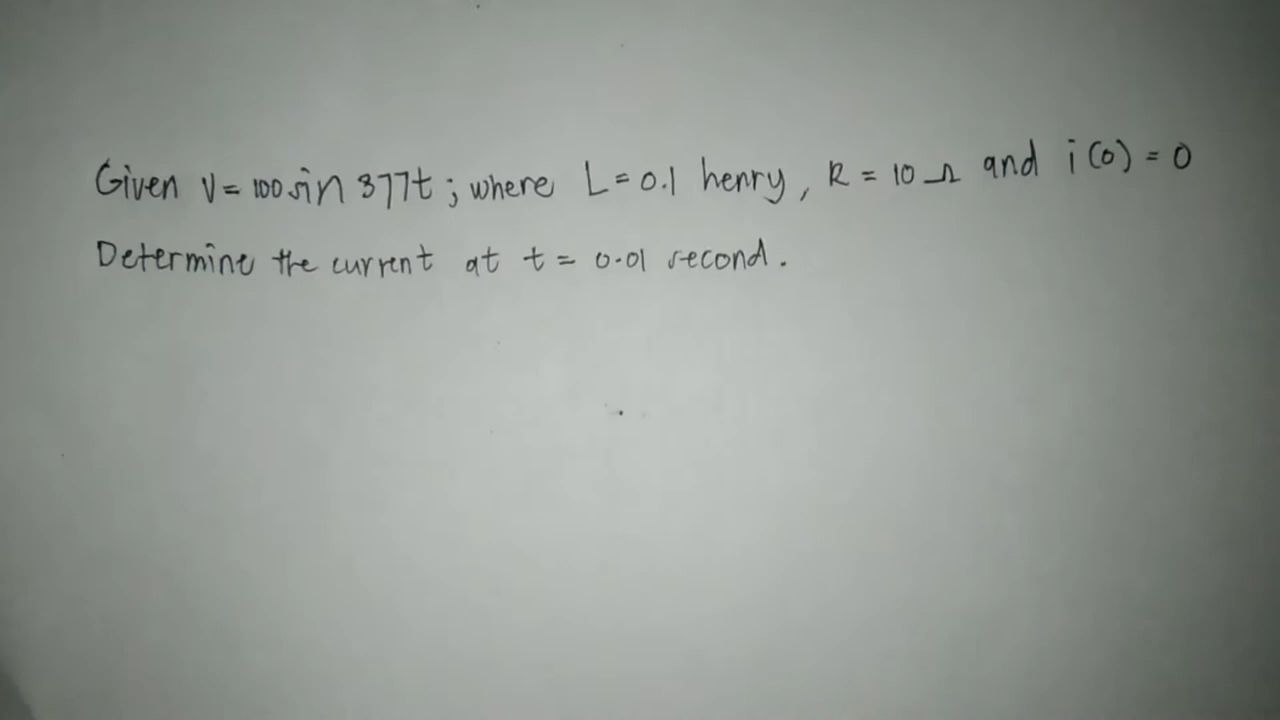 Given V = 100 sin 377t ; where L = 0.1 henry, R = 10 Ω and i(0) = 0
Determine the current at t = 0.01 second.